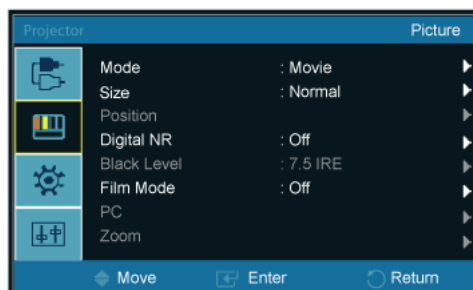 Projector Picture
Mode : Movie
Size : Normal
Position
Digital NR : Off
Black Level : 7.5 IRE
Film Mode : Off
PC
Zoom
Move Enter Return